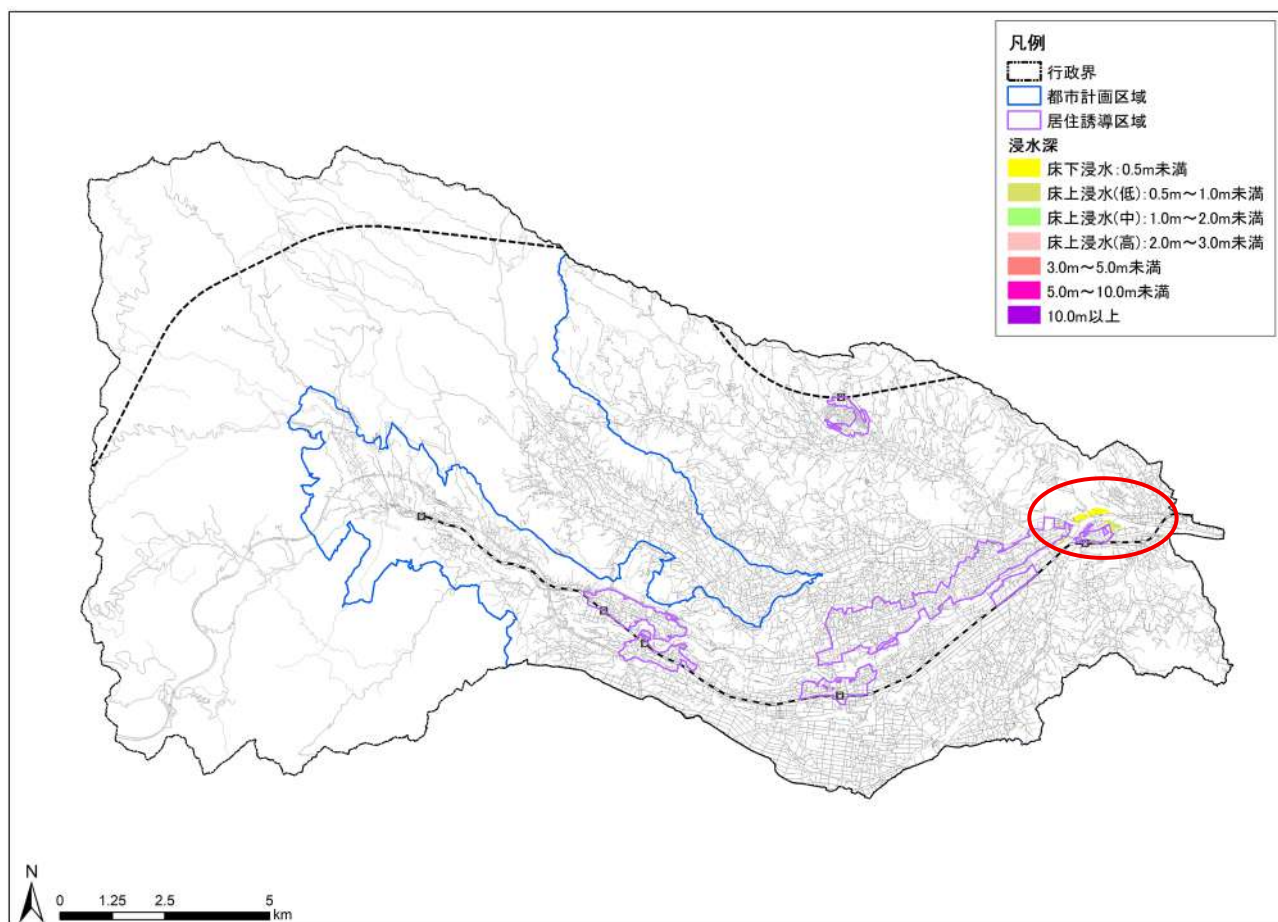 凡例
行政界
都市計画区域
居住誘導区域
浸水深
床下浸水:0.5m未満
床上浸水(低):0.5m～1.0m未満
床上浸水(中):1.0m～2.0m未満
床上浸水(高):2.0m～3.0m未満
3.0m～5.0m未満
5.0m～10.0m未満
10.0m以上
N
0 1.25 2.5 5
km